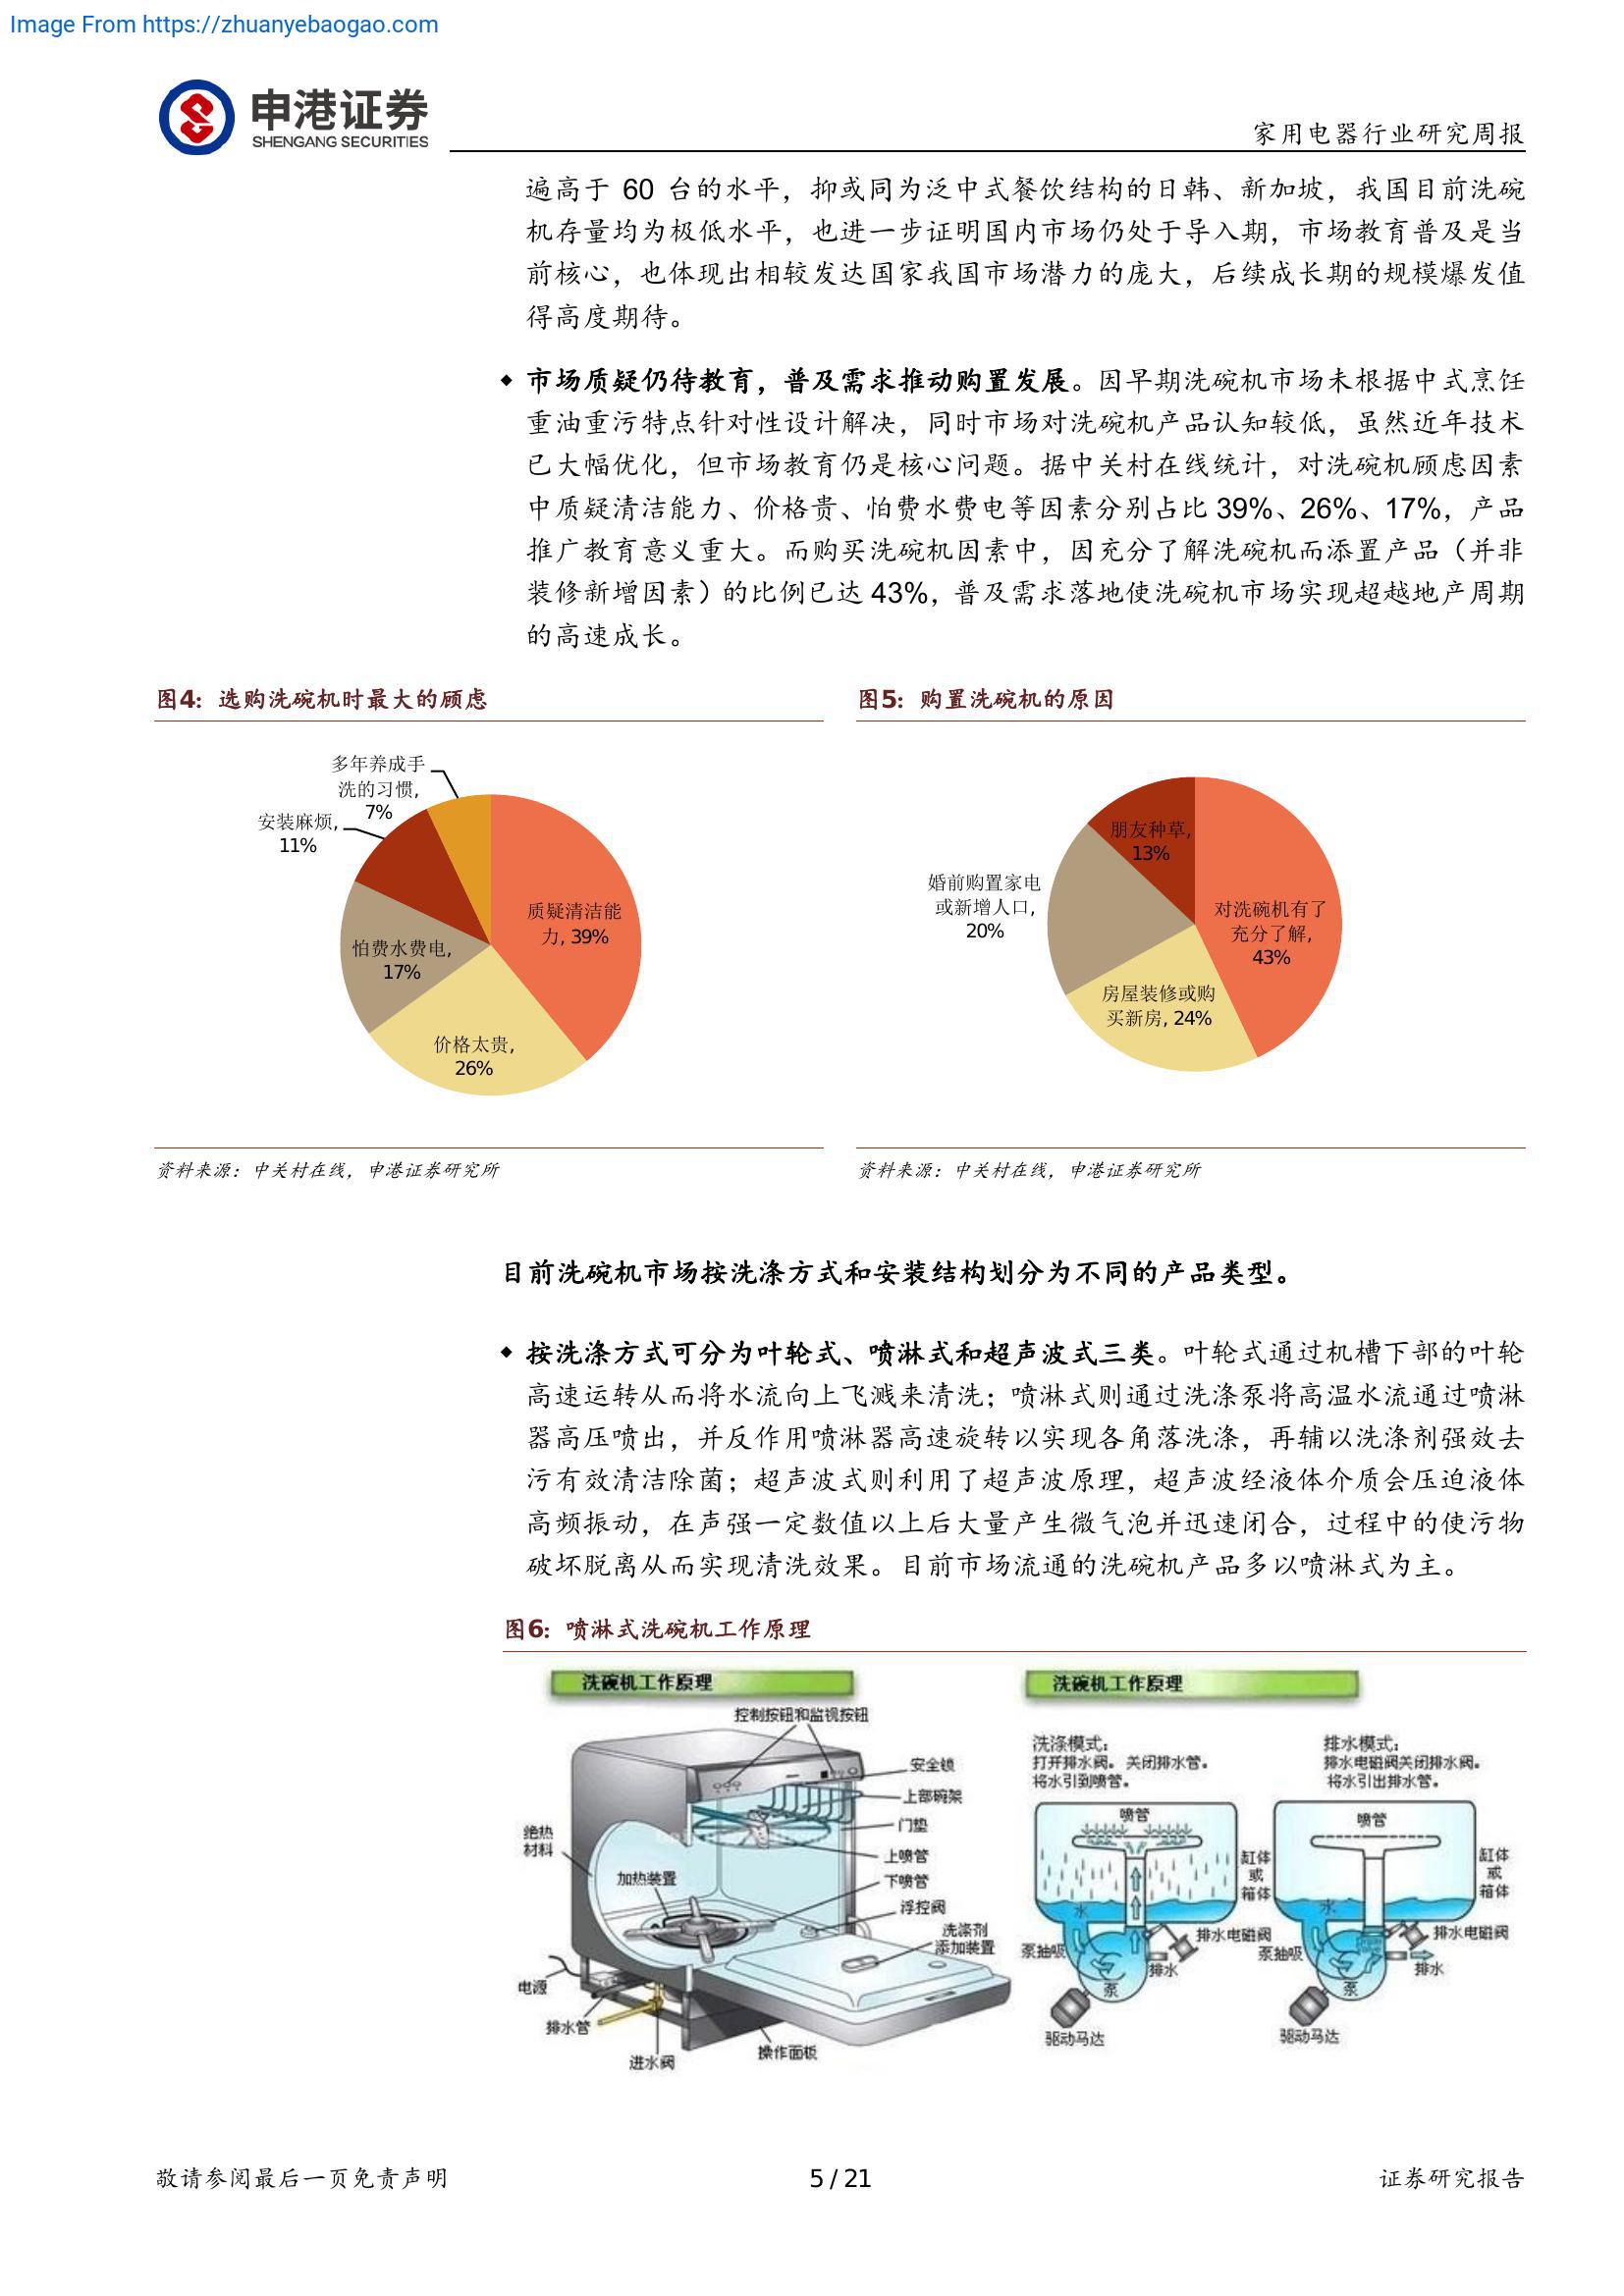 Image From https://zhuanyebaogao.com
申港证券
SHENGANG SECURITIES
家用电器行业研究周报
遍高于 60 台的水平，抑或同为泛中式餐饮结构的日韩、新加坡，我国目前洗碗
机存量均为极低水平，也进一步证明国内市场仍处于导入期，市场教育普及是当
前核心，也体现出相较发达国家我国市场潜力的庞大，后续成长期的规模爆发值
得高度期待。
◆ 市场质疑仍待教育，普及需求推动购置发展。因早期洗碗机市场未根据中式烹饪
重油重污特点针对性设计解决，同时市场对洗碗机产品认知较低，虽然近年技术
已大幅优化，但市场教育仍是核心问题。据中关村在线统计，对洗碗机顾虑因素
中质疑清洁能力、价格贵、怕费水费电等因素分别占比 39%、26%、17%，产品
推广教育意义重大。而购买洗碗机因素中，因充分了解洗碗机而添置产品（并非
装修新增因素）的比例已达 43%，普及需求落地使洗碗机市场实现超越地产周期
的高速成长。
图4：选购洗碗机时最大的顾虑
多年养成手
洗的习惯,
7%
安装麻烦,
11%
质疑清洁能
力, 39%
怕费水费电,
17%
价格太贵,
26%
资料来源：中关村在线，申港证券研究所
图5：购置洗碗机的原因
朋友种草,
13%
婚前购置家电
或新增人口,
20%
对洗碗机有了
充分了解,
43%
房屋装修或购
买新房, 24%
资料来源：中关村在线，申港证券研究所
目前洗碗机市场按洗涤方式和安装结构划分为不同的产品类型。
◆ 按洗涤方式可分为叶轮式、喷淋式和超声波式三类。叶轮式通过机槽下部的叶轮
高速运转从而将水流向上飞溅来清洗；喷淋式则通过洗涤泵将高温水流通过喷淋
器高压喷出，并反作用喷淋器高速旋转以实现各角落洗涤，再辅以洗涤剂强效去
污有效清洁除菌；超声波式则利用了超声波原理，超声波经液体介质会压迫液体
高频振动，在声强一定数值以上后大量产生微气泡并迅速闭合，过程中的使污物
破坏脱离从而实现清洗效果。目前市场流通的洗碗机产品多以喷淋式为主。
图6：喷淋式洗碗机工作原理
洗碗机工作原理
控制按钮和监视按钮
安全锁
上部碗架
门垫
上喷管
下喷管
浮控阀
洗涤剂
添加装置
绝热
材料
加热装置
电源
排水管
进水阀
操作面板
洗碗机工作原理
洗涤模式：
打开排水阀。关闭排水管。
将水引到喷管。
喷管
缸体
或
箱体
水
排水电磁阀
泵抽吸
排水
泵
驱动马达
排水模式：
排水电磁阀关闭排水阀。
将水引出排水管。
喷管
缸体
或
箱体
水
排水电磁阀
泵抽吸
排水
泵
驱动马达
敬请参阅最后一页免责声明
5 / 21
证券研究报告